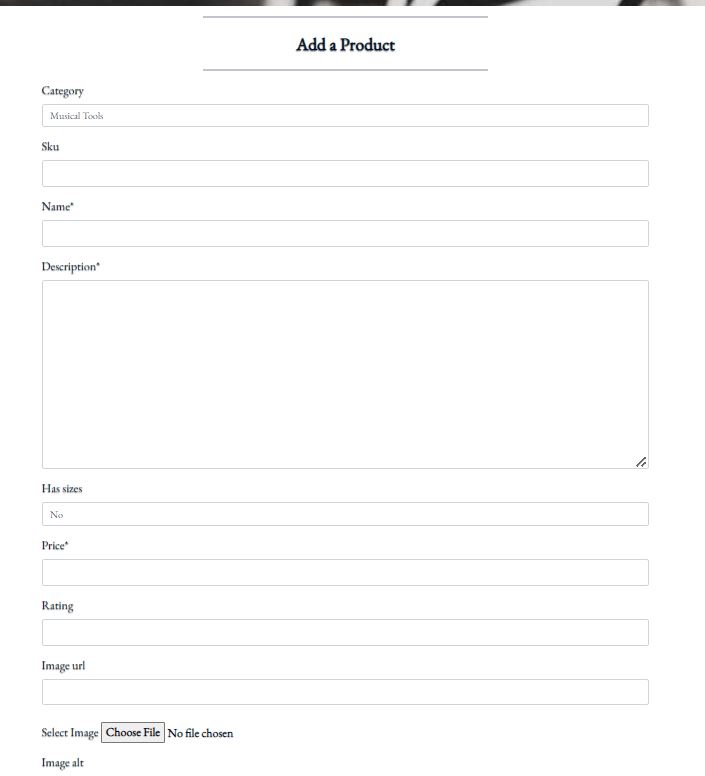 Add a Product
Category
Musical Tools
Sku
Name*
Description*
Has sizes
No
Price*
Rating
Image url
Select Image Choose File No file chosen
Image alt